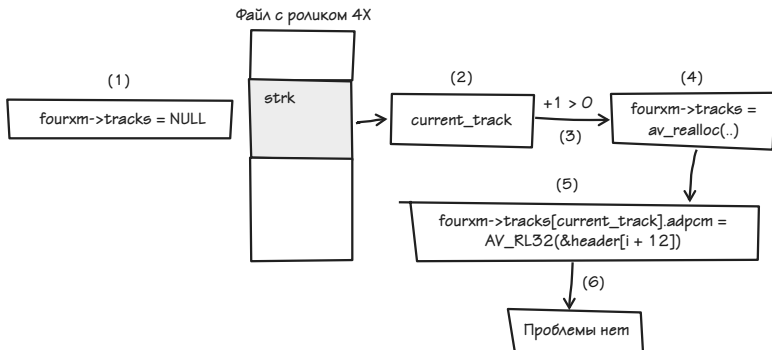 Файл с роликом 4X
(1)
fourxm->tracks = NULL
strk
(2)
current_track
+1 > 0
(3)
(4)
fourxm->tracks =
av_realloc(..)
(5)
fourxm->tracks[current_track].adpcm =
AV_RL32(&header[i + 12])
(6)
Проблемы нет